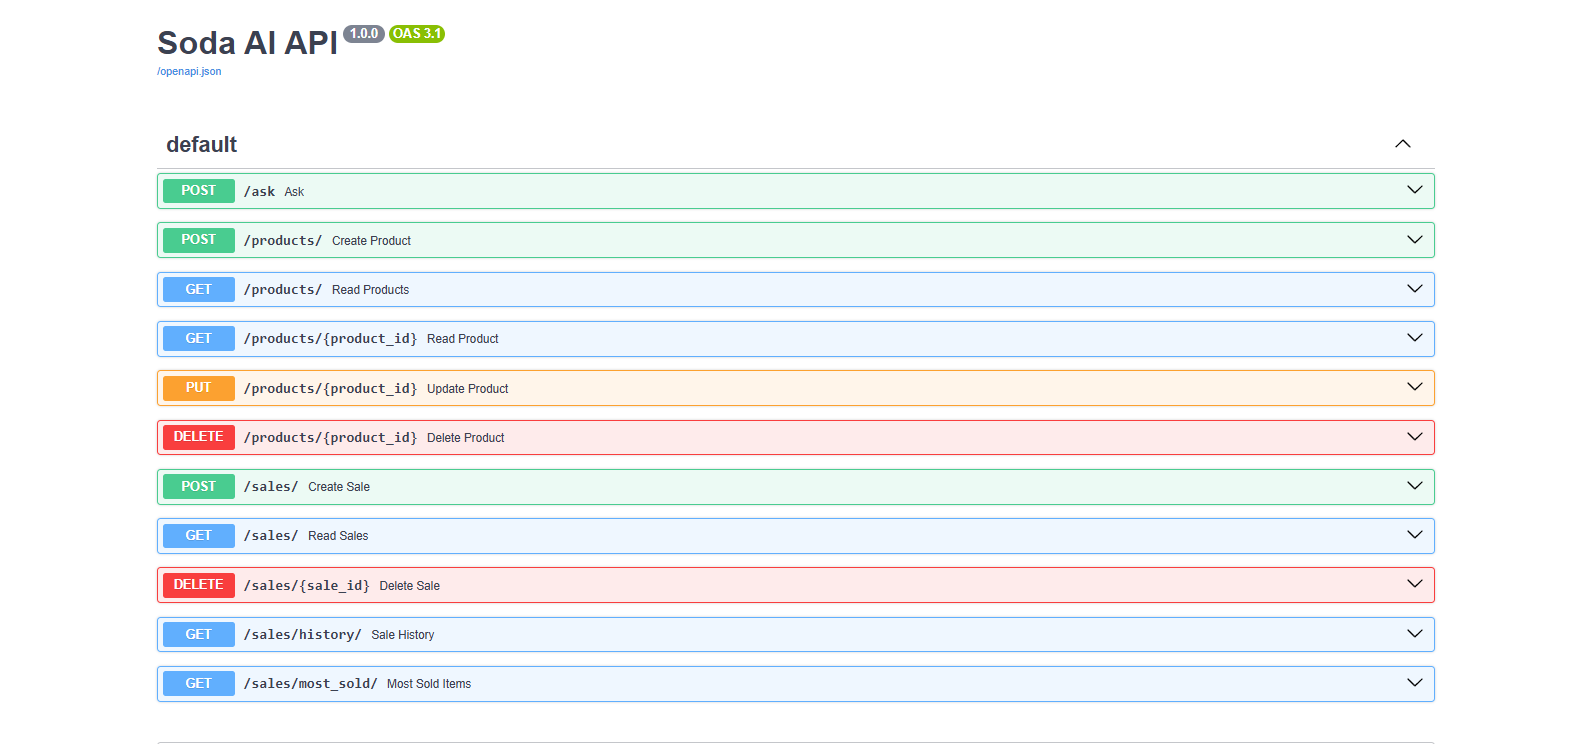 Soda AI API 1.0.0 OAS 3.1
/openapi.json
default
POST /ask Ask
POST /products/ Create Product
GET /products/ Read Products
GET /products/{product_id} Read Product
PUT /products/{product_id} Update Product
DELETE /products/{product_id} Delete Product
POST /sales/ Create Sale
GET /sales/ Read Sales
DELETE /sales/{sale_id} Delete Sale
GET /sales/history/ Sale History
GET /sales/most_sold/ Most Sold Items